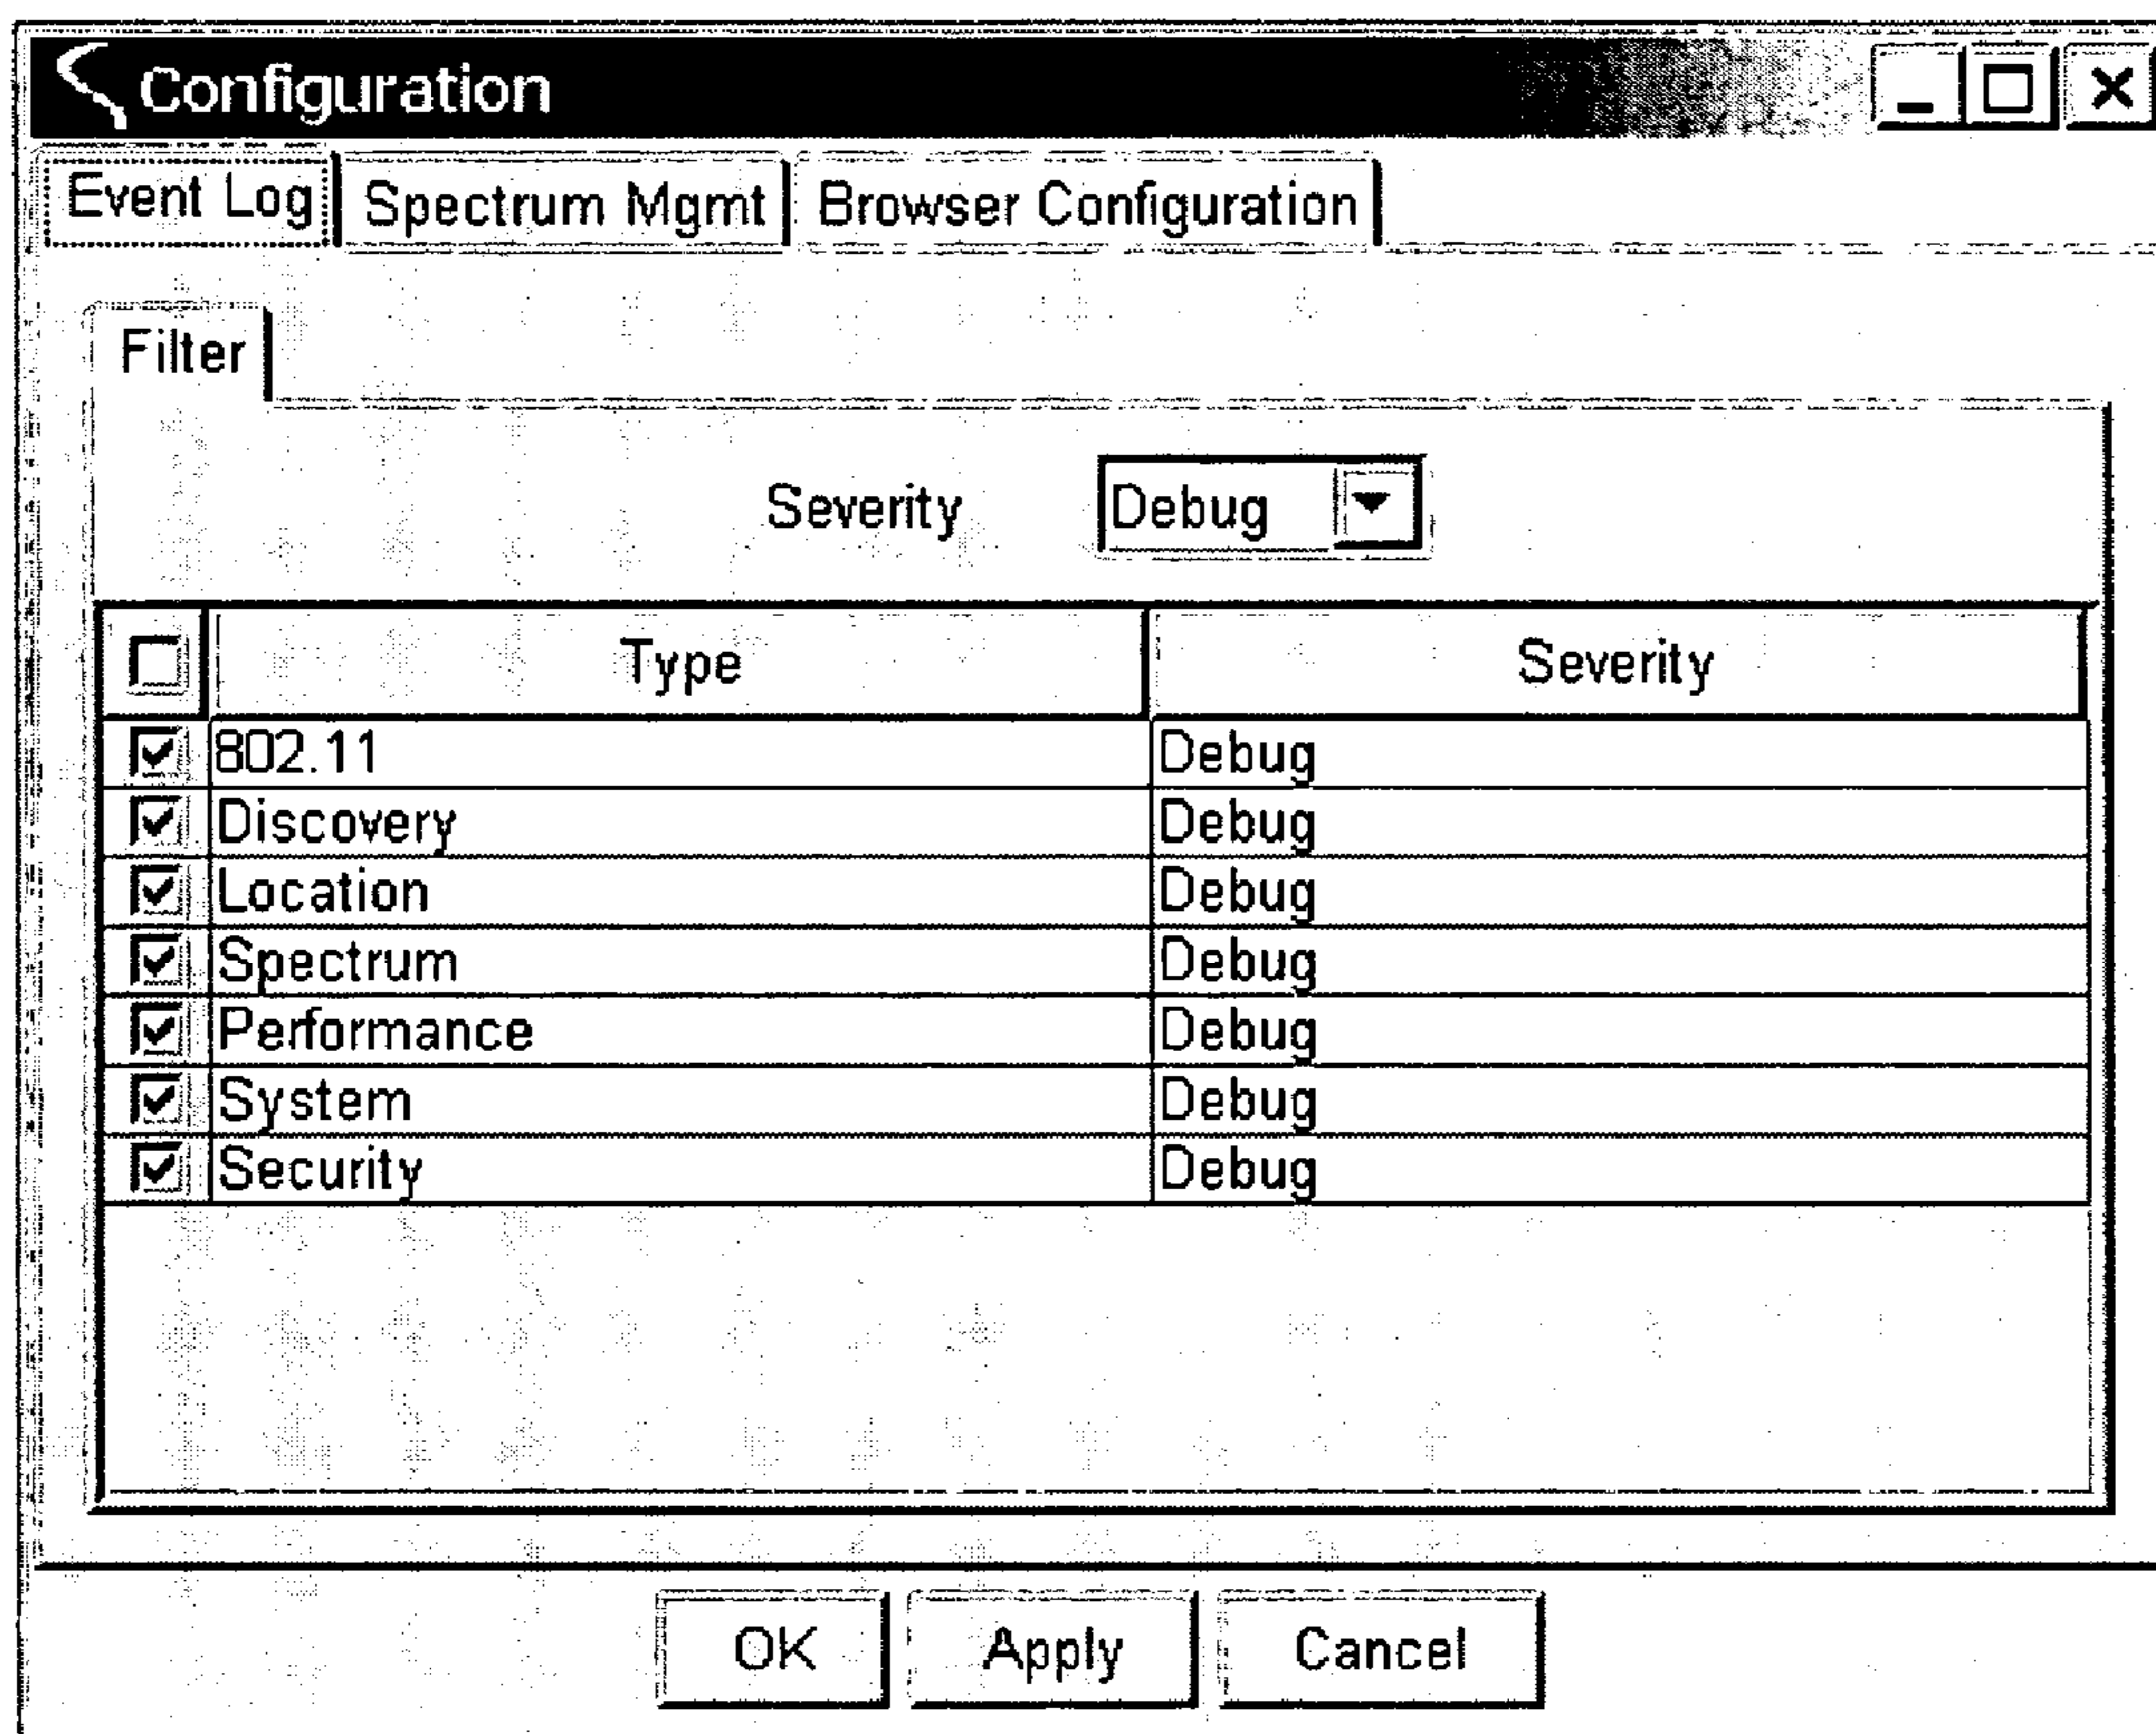 Configuration
Event Log Spectrum Mgmt Browser Configuration
Filter
Severity Debug
Type Severity
802.11 Debug
Discovery Debug
Location Debug
Spectrum Debug
Performance Debug
System Debug
Security Debug
OK Apply Cancel